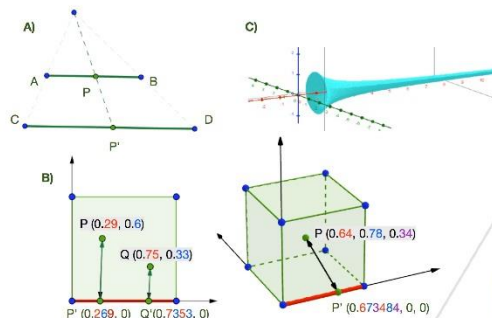 A)
A
B
P
C
D
P'
B)
P (0.29, 0.6)
Q (0.75, 0.33)
P' (0.269, 0)
Q'(0.7353, 0)
C)
P (0.64, 0.78, 0.34)
P' (0.673484, 0, 0)